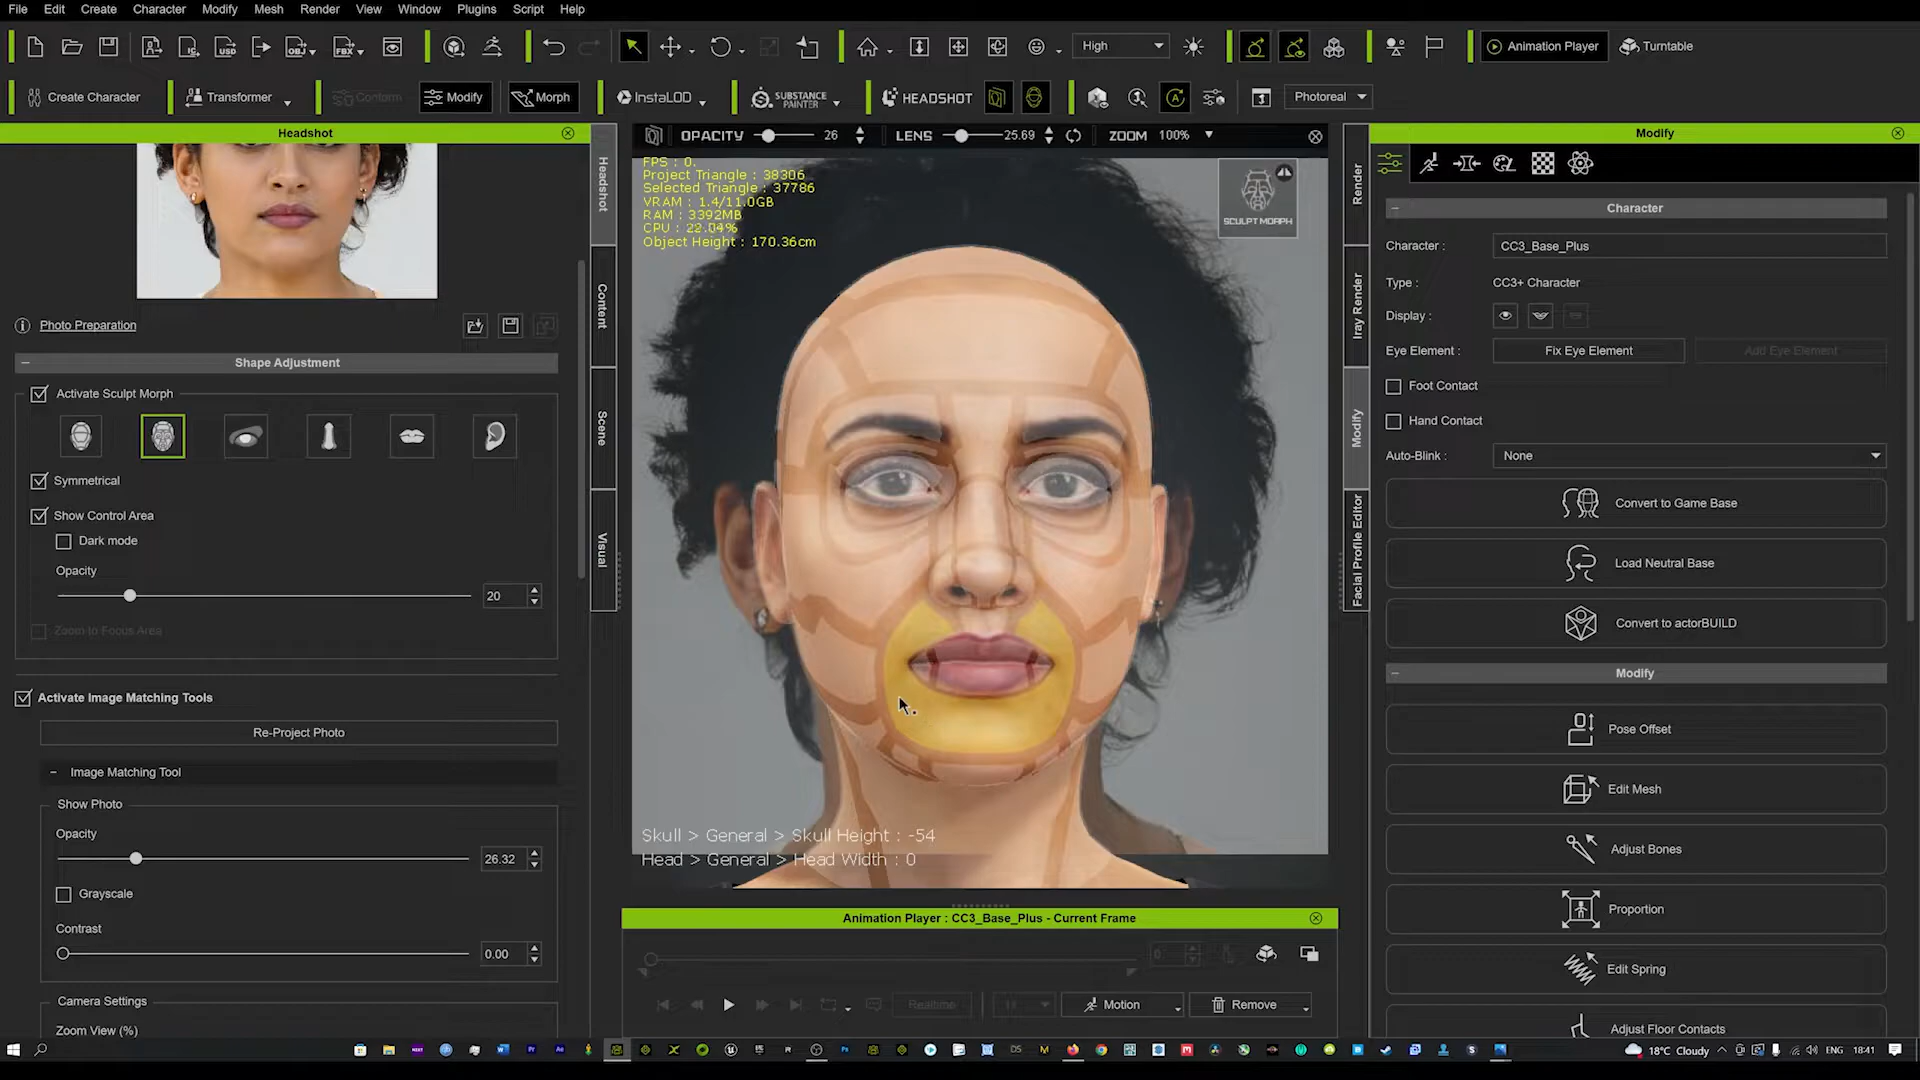 File Edit Create Character Modify Mesh Render View Window Plugins Script Help
High
Animation Player
Turntable
Create Character
Transformer
Conform
Modify
Morph
InstaLOD
SUBSTANCE PAINTER
HEADSHOT
Photoreal
Headshot
OPACITY 26
LENS 25.69
ZOOM 100%
Modify
FPS : 0.
Project Triangle : 38306
Selected Triangle : 37786
VRAM : 1.4/11.0GB
RAM : 3392MB
CPU : 22.04%
Object Height : 170.36cm
SCULPT MORPH
Headshot
Content
Scene
Visual
Render
Iray Render
Modify
Facial Profile Editor
Photo Preparation
Shape Adjustment
Activate Sculpt Morph
Symmetrical
Show Control Area
Dark mode
Opacity
20
Zoom to Focus Area
Activate Image Matching Tools
Re-Project Photo
Image Matching Tool
Show Photo
Opacity
26.32
Grayscale
Contrast
0.00
Camera Settings
Zoom View (%)
Skull > General > Skull Height : -54
Head > General > Head Width : 0
Animation Player : CC3_Base_Plus - Current Frame
Realtime
Motion
Remove
Character
Character : CC3_Base_Plus
Type : CC3+ Character
Display :
Eye Element : Fix Eye Element Add Eye Element
Foot Contact
Hand Contact
Auto-Blink : None
Convert to Game Base
Load Neutral Base
Convert to actorBUILD
Modify
Pose Offset
Edit Mesh
Adjust Bones
Proportion
Edit Spring
Adjust Floor Contacts
18°C Cloudy
ENG
18:41